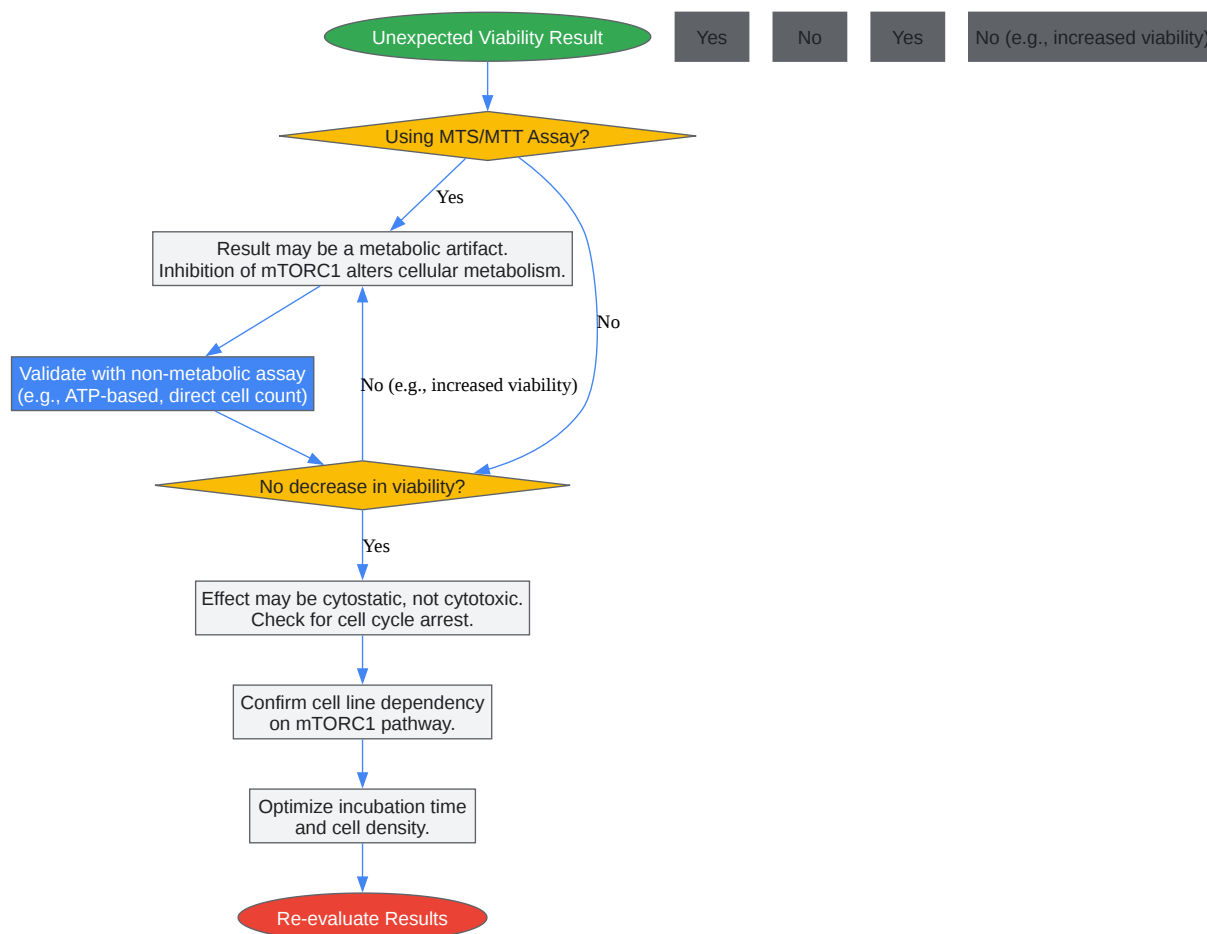 Unexpected Viability Result
Yes
No
Yes
No (e.g., increased viability)
Using MTS/MTT Assay?
Yes
Result may be a metabolic artifact.
Inhibition of mTORC1 alters cellular metabolism.
No
Validate with non-metabolic assay
(e.g., ATP-based, direct cell count)
No (e.g., increased viability)
No decrease in viability?
Yes
Effect may be cytostatic, not cytotoxic.
Check for cell cycle arrest.
Confirm cell line dependency
on mTORC1 pathway.
Optimize incubation time
and cell density.
Re-evaluate Results